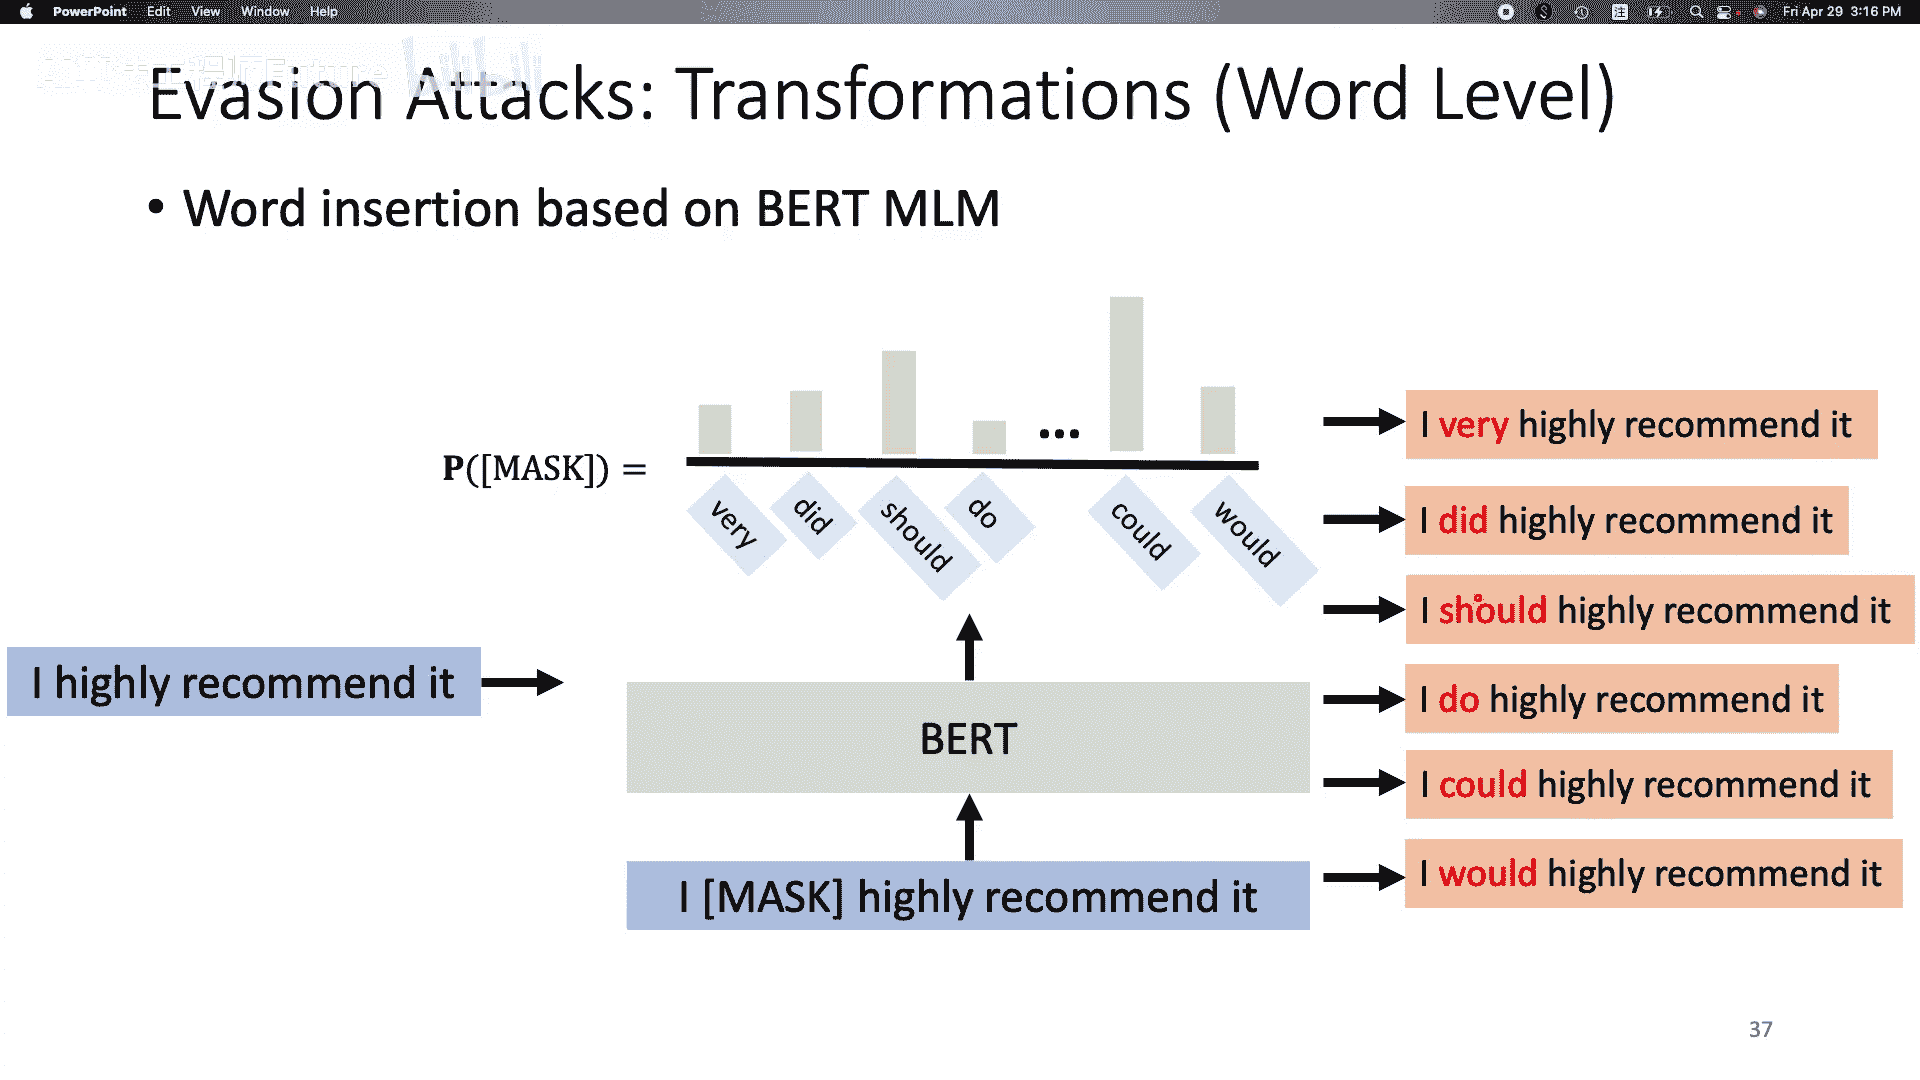 PowerPoint Edit View Window Help
注 Fri Apr 29 3:16 PM
Evasion Attacks: Transformations (Word Level)
• Word insertion based on BERT MLM
P([MASK]) =
...
very did should do could would
I highly recommend it
BERT
I [MASK] highly recommend it
I very highly recommend it
I did highly recommend it
I should highly recommend it
I do highly recommend it
I could highly recommend it
I would highly recommend it
37